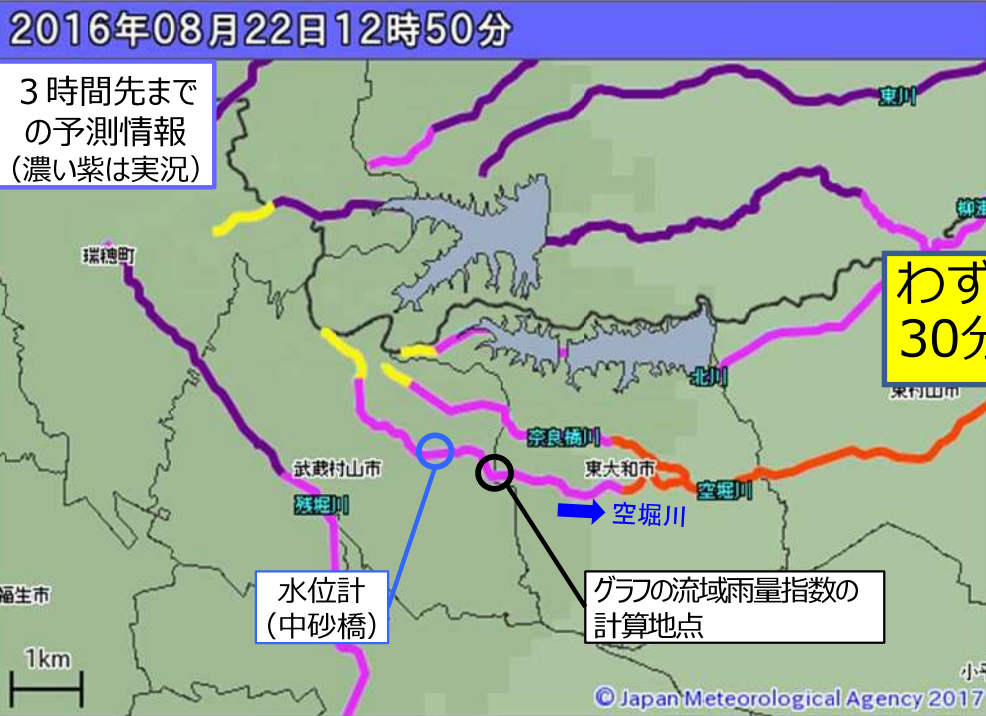 2016年08月22日12時50分
３時間先まで
の予測情報
（濃い紫は実況）
東川
瑞穂町
わず
30分
北川
東村山市
奈良橋川
武蔵村山市
東大和市
空堀川
残堀川
空堀川
水位計
（中砂橋）
グラフの流域雨量指数の
計算地点
福生市
1km
© Japan Meteorological Agency 2017